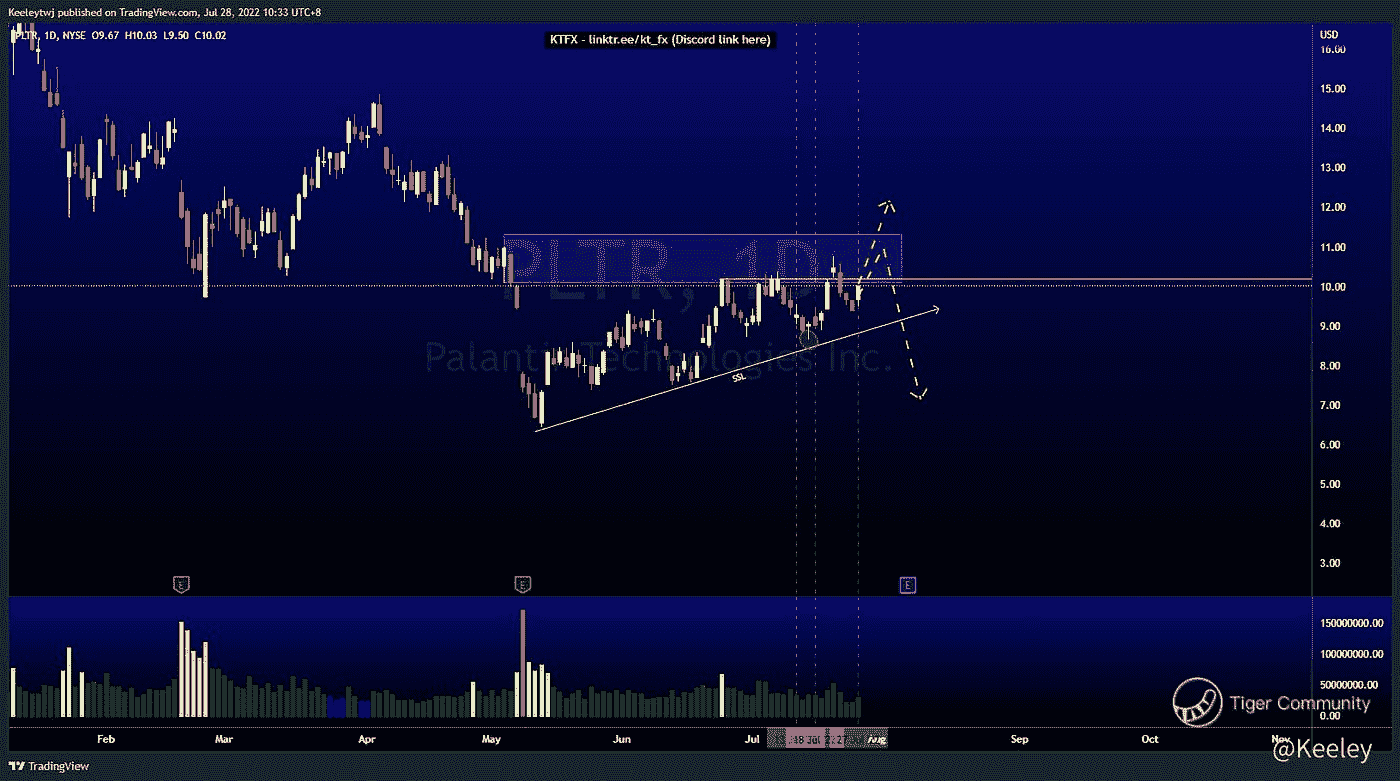 Keeleytwj published on TradingView.com, Jul 28, 2022 10:33 UTC+8
PLTR, 1D, NYSE O9.67 H10.03 L9.50 C10.02
KTFX - linktr.ee/kt_fx (Discord link here)
USD
16.00
15.00
14.00
13.00
12.00
11.00
10.00
9.00
8.00
7.00
6.00
5.00
4.00
3.00
PLTR, 1D
Palantir Technologies Inc.
SSL
E
E
E
150000000.00
100000000.00
50000000.00
0.00
Tiger Community
Feb
Mar
Apr
May
Jun
Jul
18 Jul
Aug
Sep
Oct
Nov
@Keeley
TradingView